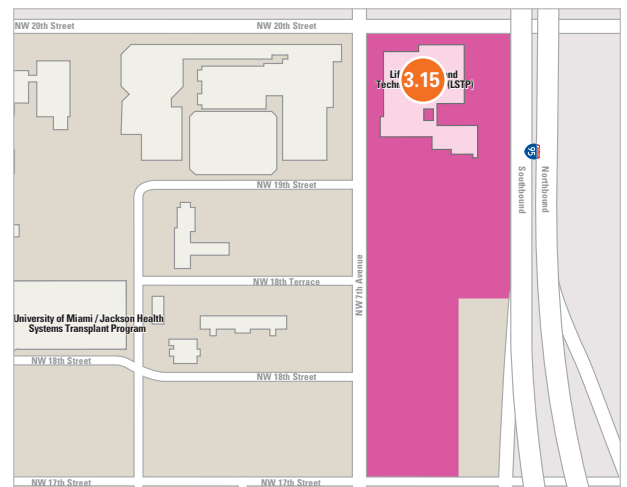 NW 20th Street
NW 20th Street
3.15
(LSTP)
95
NW 19th Street
Southbound
Northbound
NW 7th Avenue
NW 18th Terrace
University of Miami / Jackson Health
Systems Transplant Program
NW 18th Street
NW 18th Street
NW 17th Street
NW 17th Street